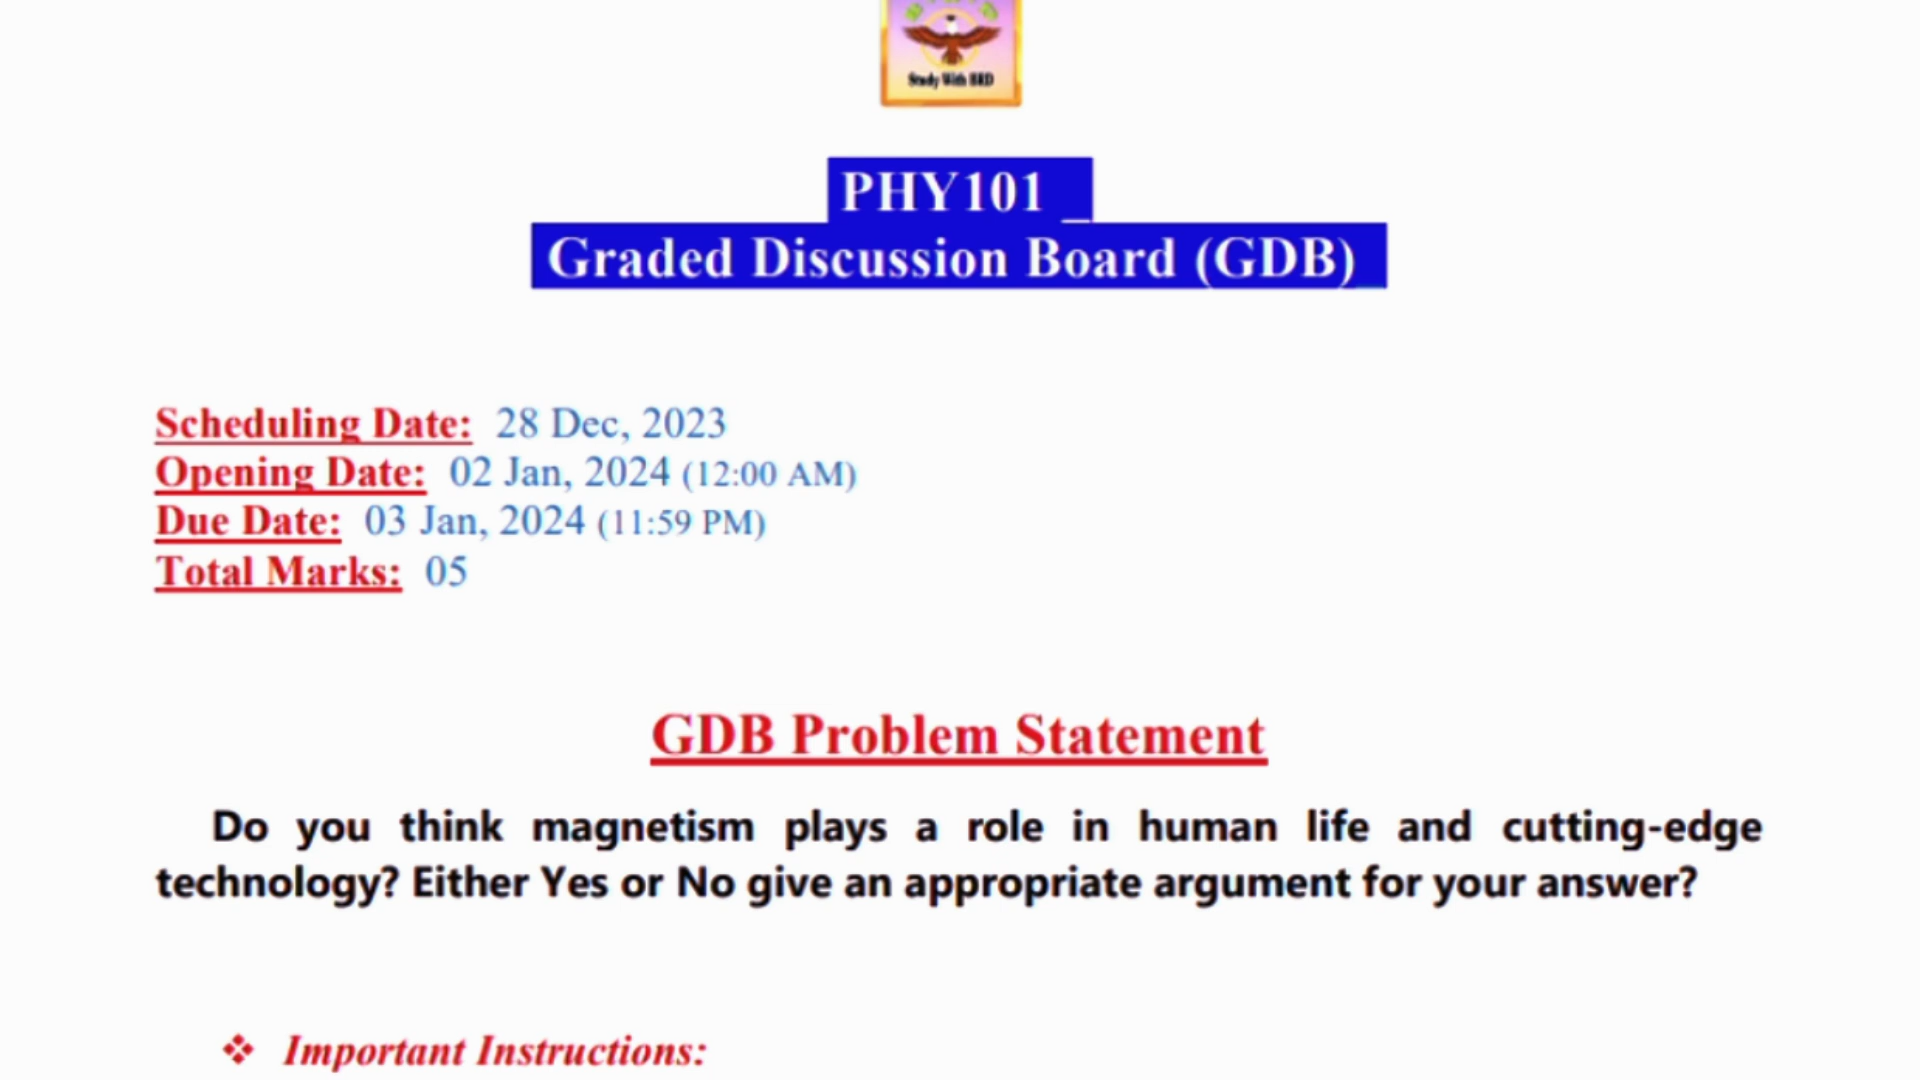 Study With BRD
PHY101 _
Graded Discussion Board (GDB)_
Scheduling Date: 28 Dec, 2023
Opening Date: 02 Jan, 2024 (12:00 AM)
Due Date: 03 Jan, 2024 (11:59 PM)
Total Marks: 05
GDB Problem Statement
Do you think magnetism plays a role in human life and cutting-edge
technology? Either Yes or No give an appropriate argument for your answer?
❖ Important Instructions: